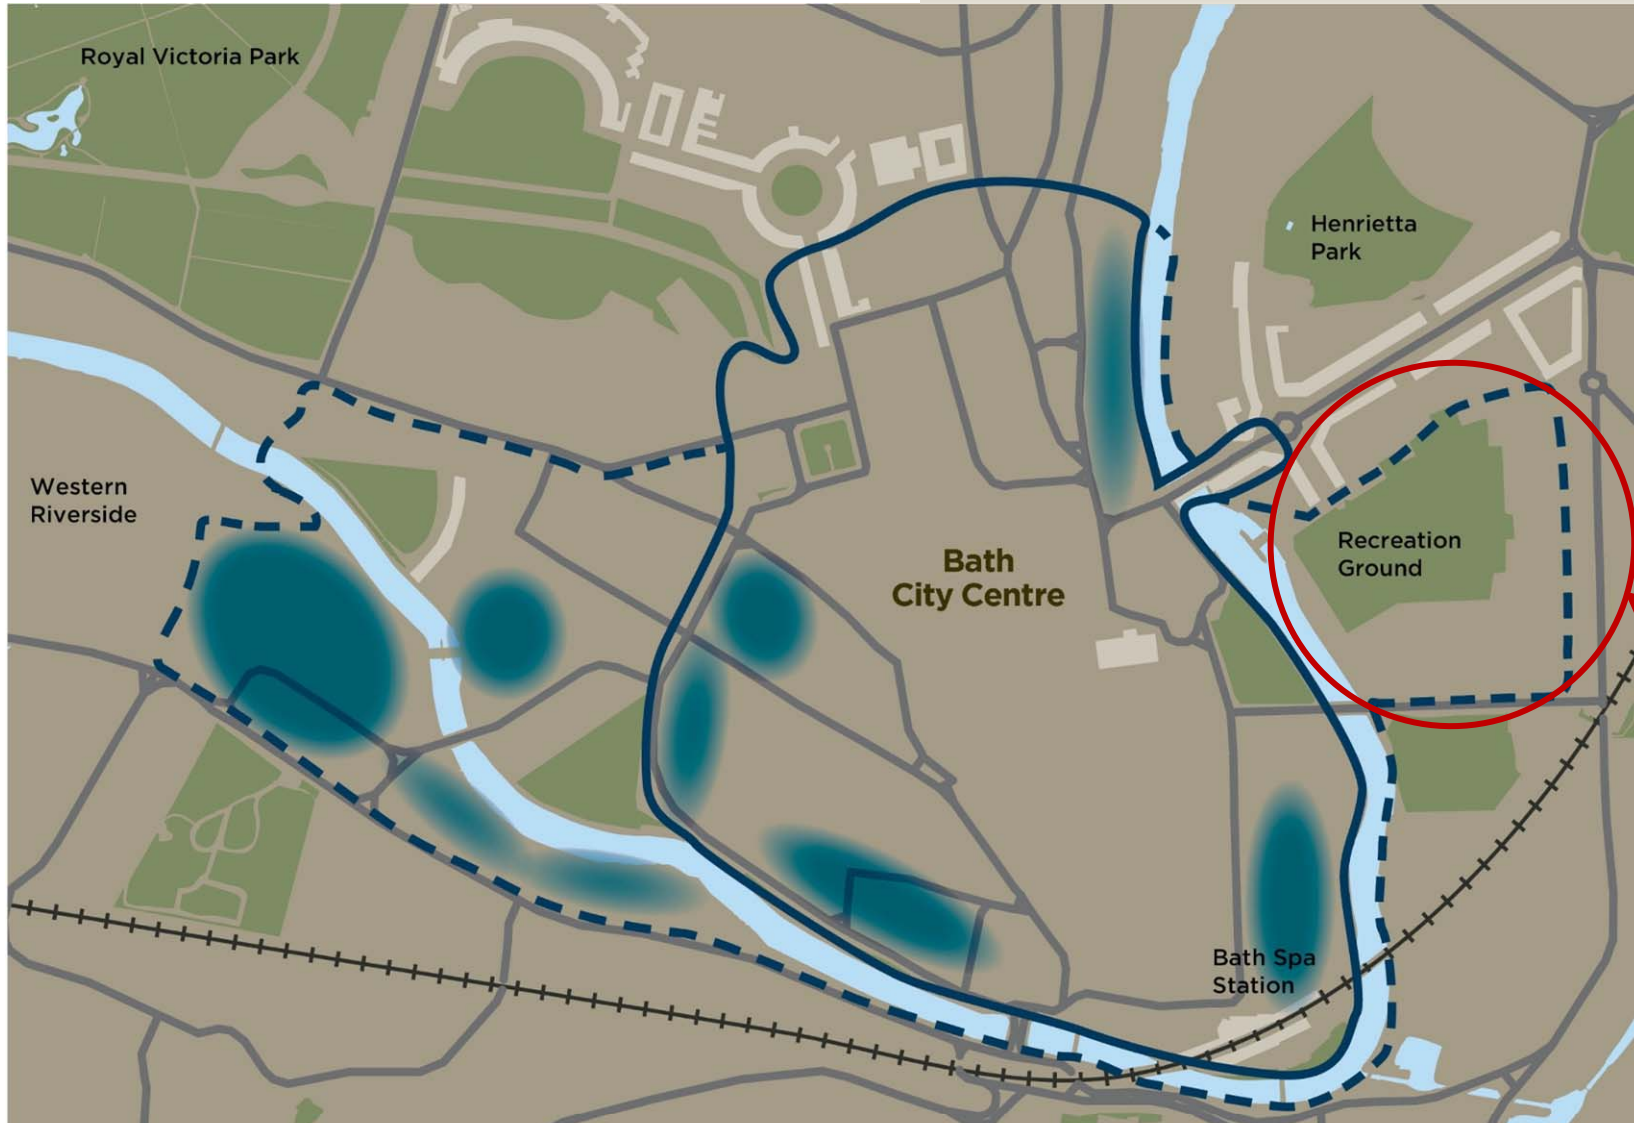 Royal Victoria Park
Henrietta
Park
Western
Riverside
Bath
City Centre
Recreation
Ground
Bath Spa
Station